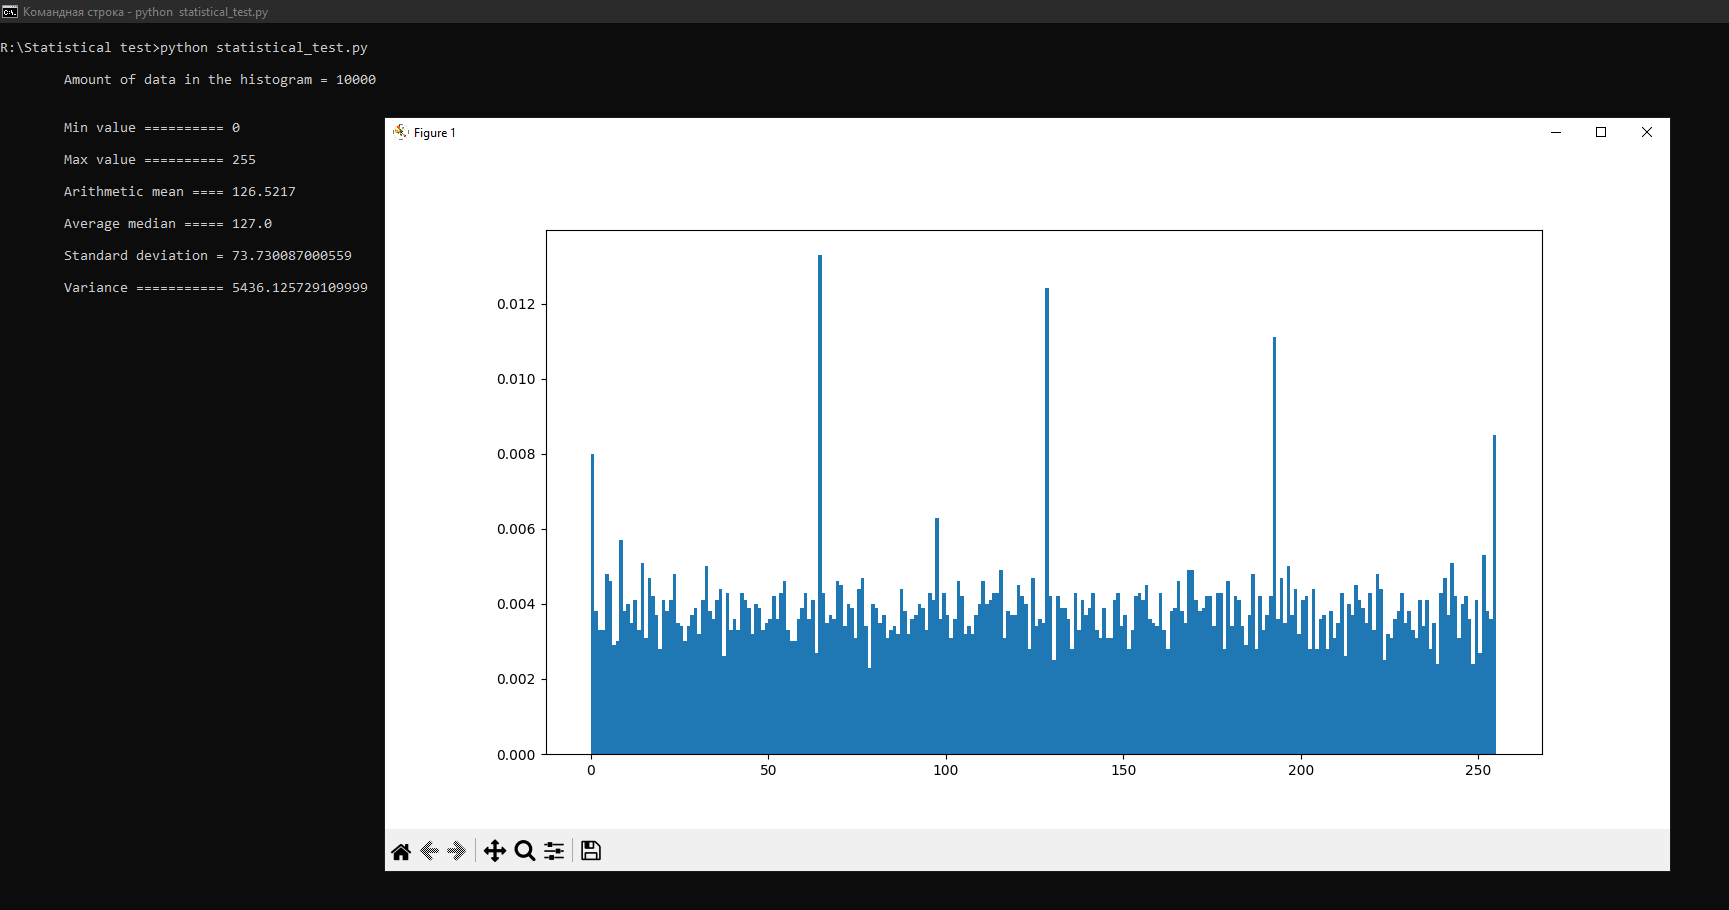 Командная строка - python  statistical_test.py
R:\Statistical test>python statistical_test.py
Amount of data in the histogram = 10000
Min value ========== 0
Max value ========== 255
Arithmetic mean ==== 126.5217
Average median ===== 127.0
Standard deviation = 73.730087000559
Variance =========== 5436.125729109999
Figure 1
0.012
0.010
0.008
0.006
0.004
0.002
0.000
0 50 100 150 200 250